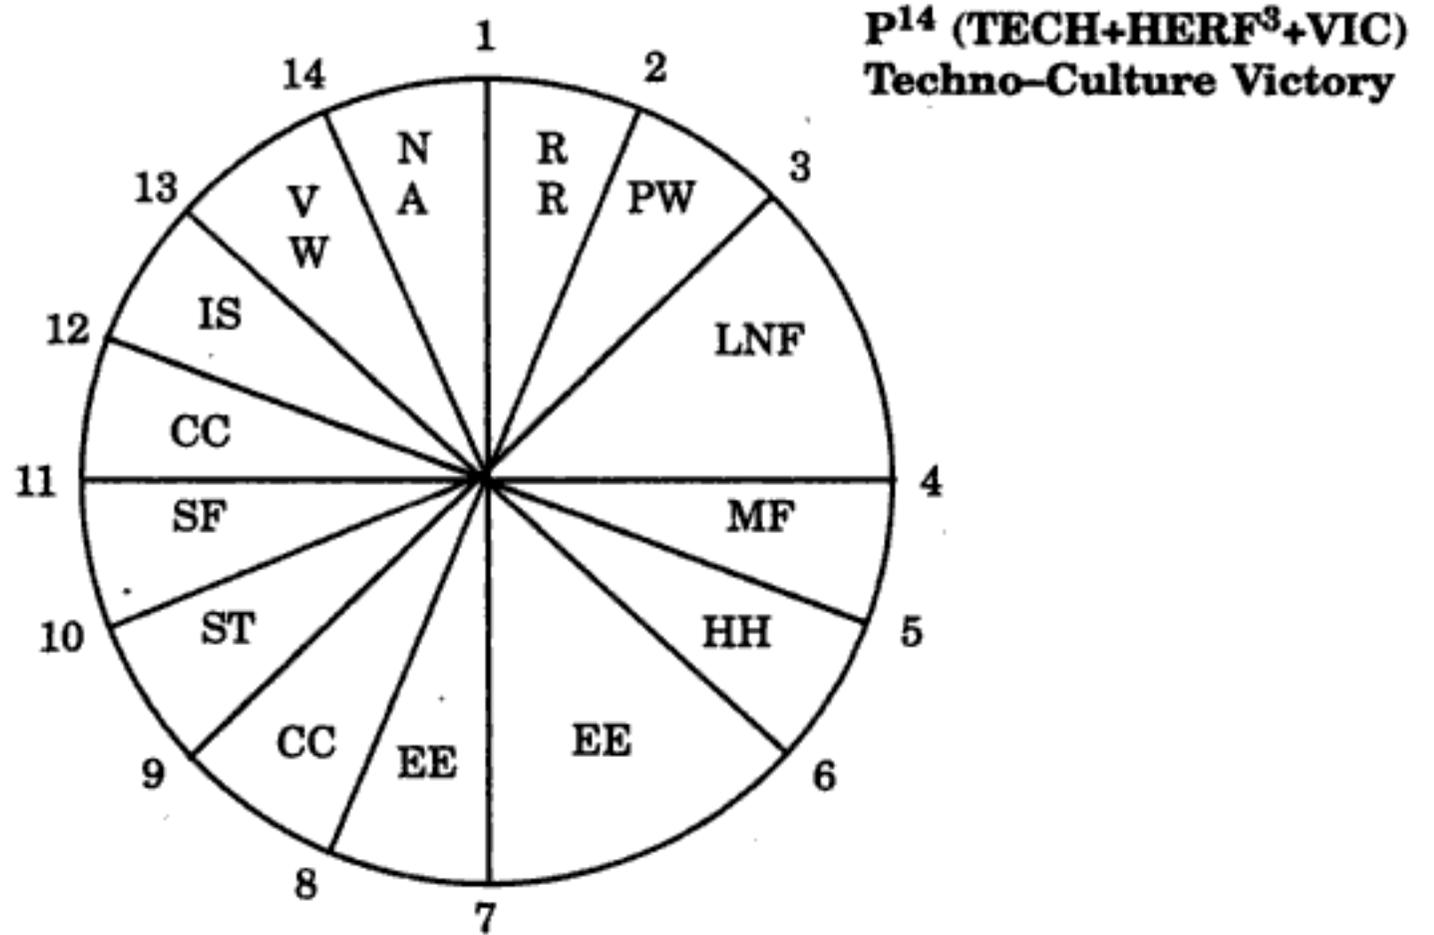 P¹⁴ (TECH+HERF³+VIC)
Techno–Culture Victory
1
2
3
4
5
6
7
8
9
10
11
12
13
14
R
R
PW
LNF
MF
HH
EE
EE
CC
ST
SF
CC
IS
V
W
N
A